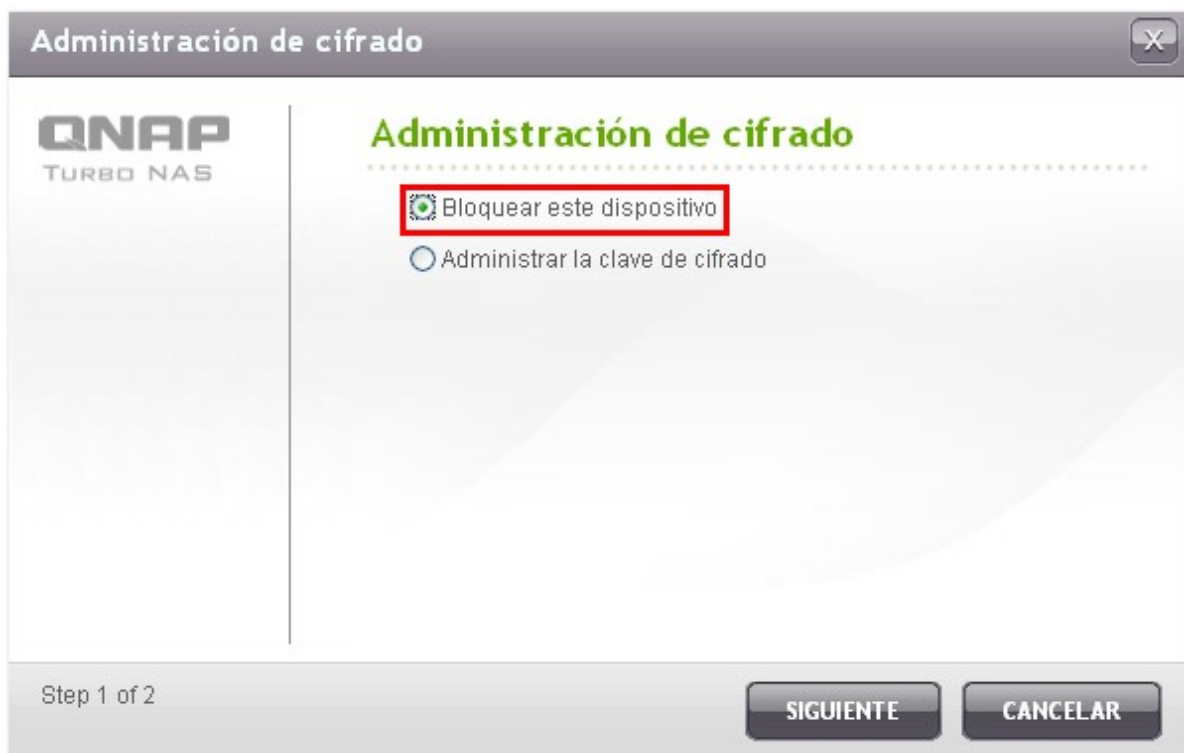 Administración de cifrado
X
QNAP
TURBO NAS
Administración de cifrado
Bloquear este dispositivo
Administrar la clave de cifrado
Step 1 of 2
SIGUIENTE
CANCELAR